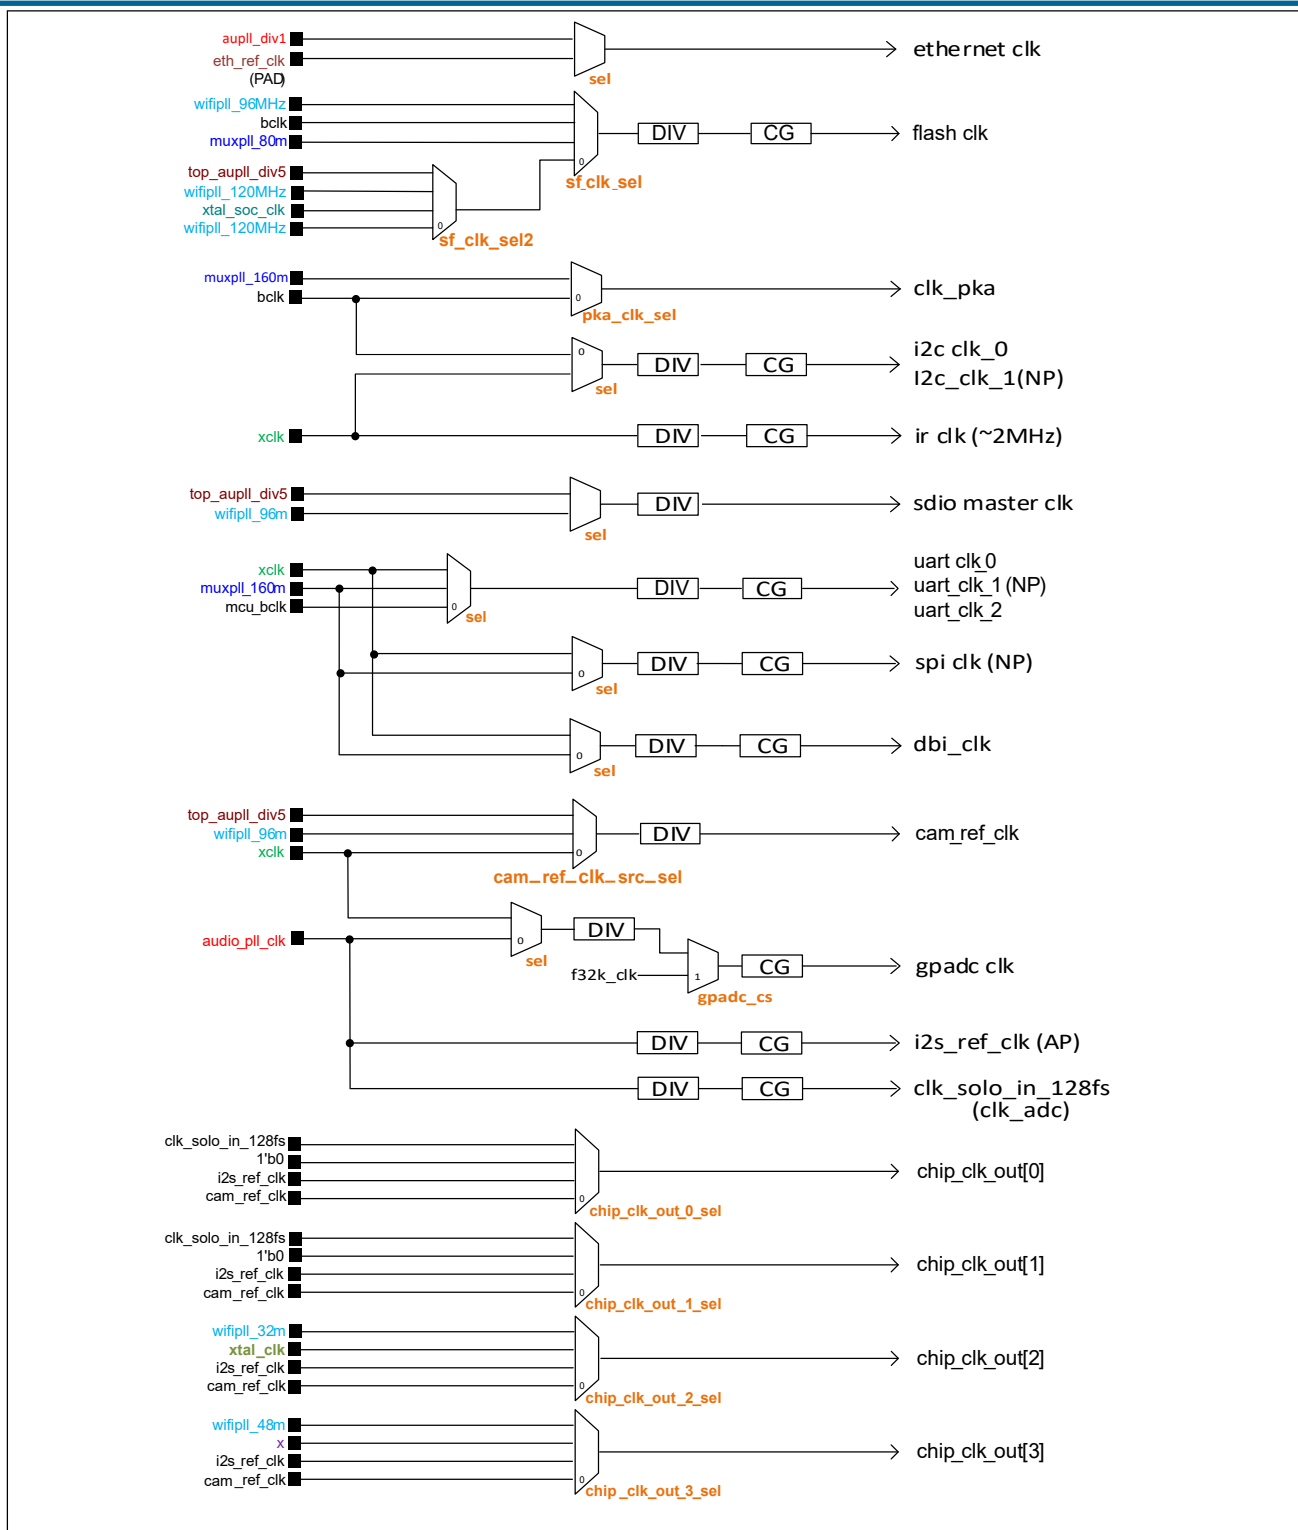 aupll_div1
eth_ref_clk
(PAD)
sel
ethernet clk
wifipll_96MHz
bclk
muxpll_80m
0
sf_clk_sel
DIV
CG
flash clk
top_aupll_div5
wifipll_120MHz
xtal_soc_clk
wifipll_120MHz
0
sf_clk_sel2
muxpll_160m
bclk
0
pka_clk_sel
clk_pka
0
sel
DIV
CG
i2c clk_0
I2c_clk_1(NP)
xclk
DIV
CG
ir clk (~2MHz)
top_aupll_div5
wifipll_96m
sel
DIV
sdio master clk
xclk
muxpll_160m
mcu_bclk
0
sel
DIV
CG
uart clk_0
uart_clk_1 (NP)
uart_clk_2
0
sel
DIV
CG
spi clk (NP)
0
sel
DIV
CG
dbi_clk
top_aupll_div5
wifipll_96m
xclk
0
cam_ref_clk_src_sel
DIV
cam_ref_clk
audio_pll_clk
0
sel
DIV
f32k_clk
1
gpadc_cs
CG
gpadc clk
DIV
CG
i2s_ref_clk (AP)
DIV
CG
clk_solo_in_128fs
(clk_adc)
clk_solo_in_128fs
1'b0
i2s_ref_clk
cam_ref_clk
0
chip_clk_out_0_sel
chip_clk_out[0]
clk_solo_in_128fs
1'b0
i2s_ref_clk
cam_ref_clk
0
chip_clk_out_1_sel
chip_clk_out[1]
wifipll_32m
xtal_clk
i2s_ref_clk
cam_ref_clk
0
chip_clk_out_2_sel
chip_clk_out[2]
wifipll_48m
x
i2s_ref_clk
cam_ref_clk
0
chip_clk_out_3_sel
chip_clk_out[3]